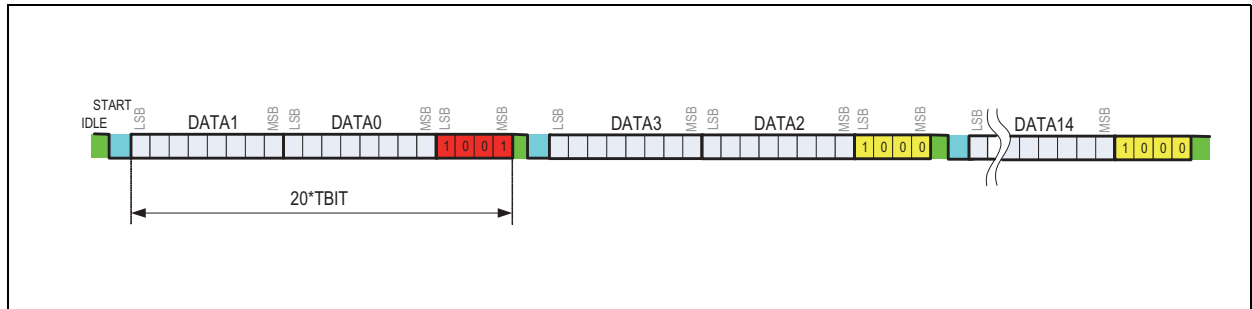 START
IDLE
LSB DATA1 MSB LSB DATA0 MSB LSB MSB LSB DATA3 MSB LSB DATA2 MSB LSB MSB LSB DATA14 MSB
1 0 0 1 1 0 0 0 1 0 0 0
20*TBIT